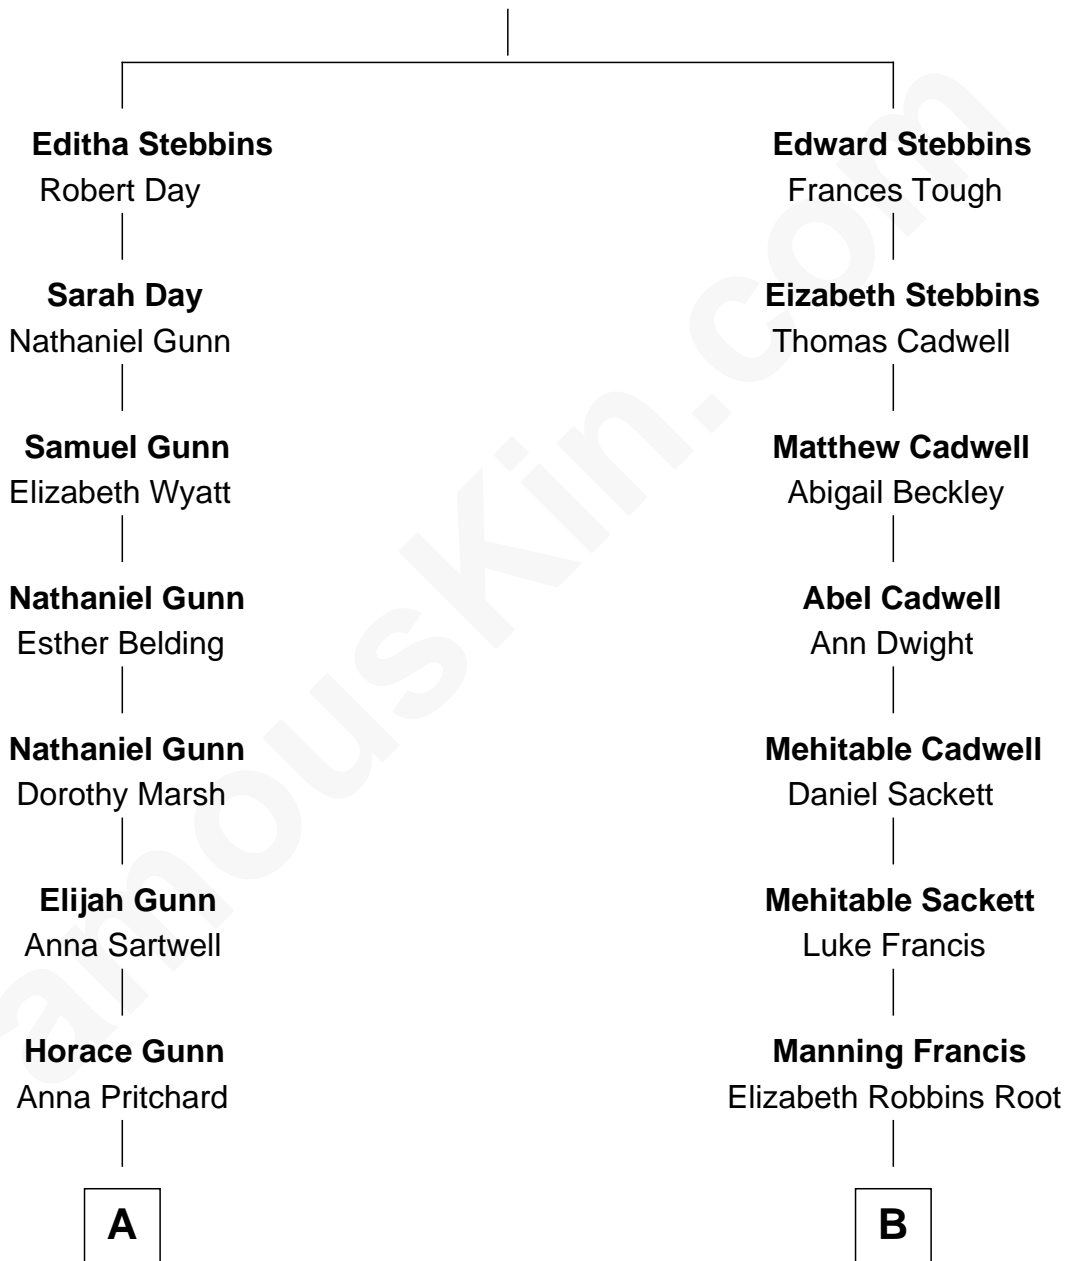 Editha Stebbins
Robert Day
Sarah Day
Nathaniel Gunn
Samuel Gunn
Elizabeth Wyatt
Nathaniel Gunn
Esther Belding
Nathaniel Gunn
Dorothy Marsh
Elijah Gunn
Anna Sartwell
Horace Gunn
Anna Pritchard
A
Edward Stebbins
Frances Tough
Eizabeth Stebbins
Thomas Cadwell
Matthew Cadwell
Abigail Beckley
Abel Cadwell
Ann Dwight
Mehitable Cadwell
Daniel Sackett
Mehitable Sackett
Luke Francis
Manning Francis
Elizabeth Robbins Root
B
amouskin.com